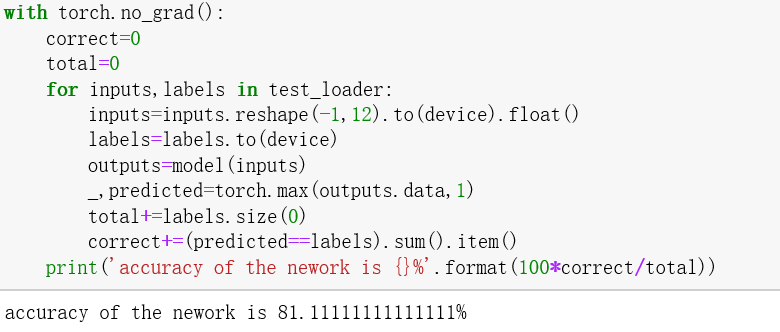 with torch.no_grad():
    correct=0
    total=0
    for inputs,labels in test_loader:
        inputs=inputs.reshape(-1,12).to(device).float()
        labels=labels.to(device)
        outputs=model(inputs)
        _,predicted=torch.max(outputs.data,1)
        total+=labels.size(0)
        correct+=(predicted==labels).sum().item()
    print('accuracy of the nework is {}%'.format(100*correct/total))
accuracy of the nework is 81.11111111111111%